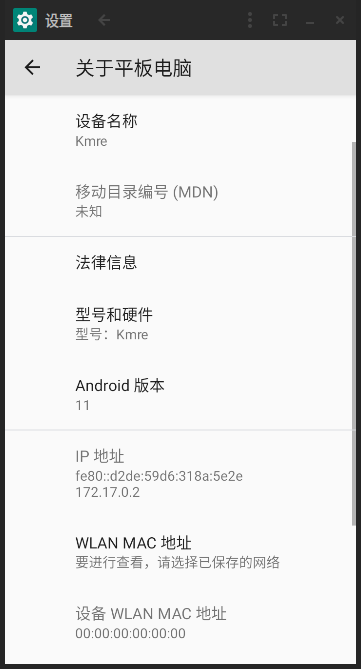 设置
关于平板电脑
设备名称
Kmre
移动目录编号 (MDN)
未知
法律信息
型号和硬件
型号：Kmre
Android 版本
11
IP 地址
fe80::d2de:59d6:318a:5e2e
172.17.0.2
WLAN MAC 地址
要进行查看，请选择已保存的网络
设备 WLAN MAC 地址
00:00:00:00:00:00